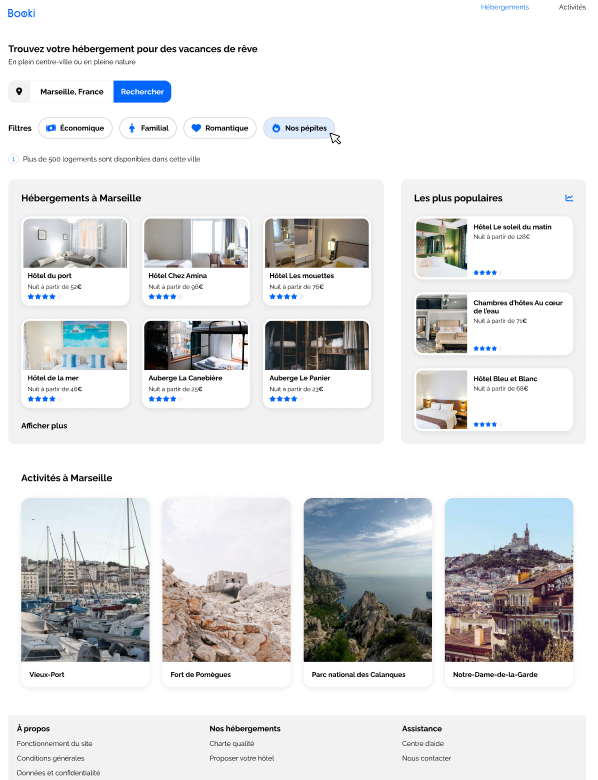 Booki
Hébergements
Activités
Trouvez votre hébergement pour des vacances de rêve
En plein centre-ville ou en pleine nature
Marseille, France
Rechercher
Filtres
Économique
Familial
Romantique
Nos pépites
i
Plus de 500 logements sont disponibles dans cette ville
Hébergements à Marseille
Hôtel du port
Nuit à partir de 52€
Hôtel Chez Amina
Nuit à partir de 96€
Hôtel Les mouettes
Nuit à partir de 76€
Hôtel de la mer
Nuit à partir de 46€
Auberge La Canebière
Nuit à partir de 25€
Auberge Le Panier
Nuit à partir de 23€
Afficher plus
Les plus populaires
Hôtel Le soleil du matin
Nuit à partir de 128€
Chambres d'hôtes Au cœur
de l'eau
Nuit à partir de 71€
Hôtel Bleu et Blanc
Nuit à partir de 68€
Activités à Marseille
Vieux-Port
Fort de Pomègues
Parc national des Calanques
Notre-Dame-de-la-Garde
À propos
Fonctionnement du site
Conditions générales
Données et confidentialité
Nos hébergements
Charte qualité
Proposer votre hôtel
Assistance
Centre d'aide
Nous contacter